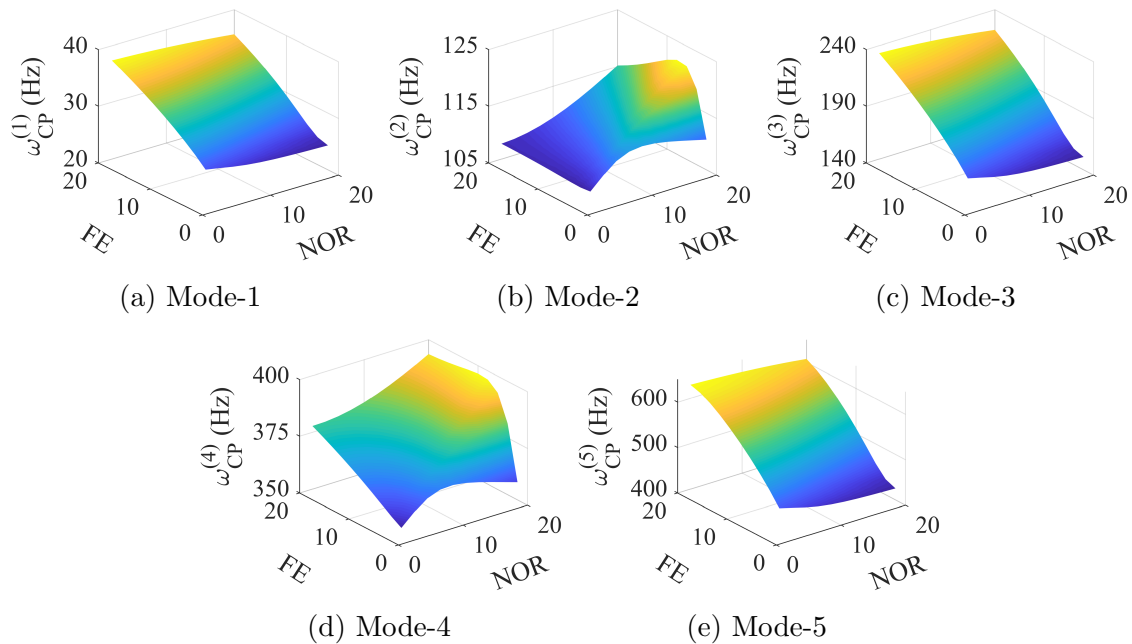 40
30
20
ω_CP^(1) (Hz)
20
10
0
FE
0
10
20
NOR
(a) Mode-1
125
115
105
ω_CP^(2) (Hz)
20
10
0
FE
0
10
20
NOR
(b) Mode-2
240
190
140
ω_CP^(3) (Hz)
20
10
0
FE
0
10
20
NOR
(c) Mode-3
400
375
350
ω_CP^(4) (Hz)
20
10
0
FE
0
10
20
NOR
(d) Mode-4
600
500
400
ω_CP^(5) (Hz)
20
10
0
FE
0
10
20
NOR
(e) Mode-5